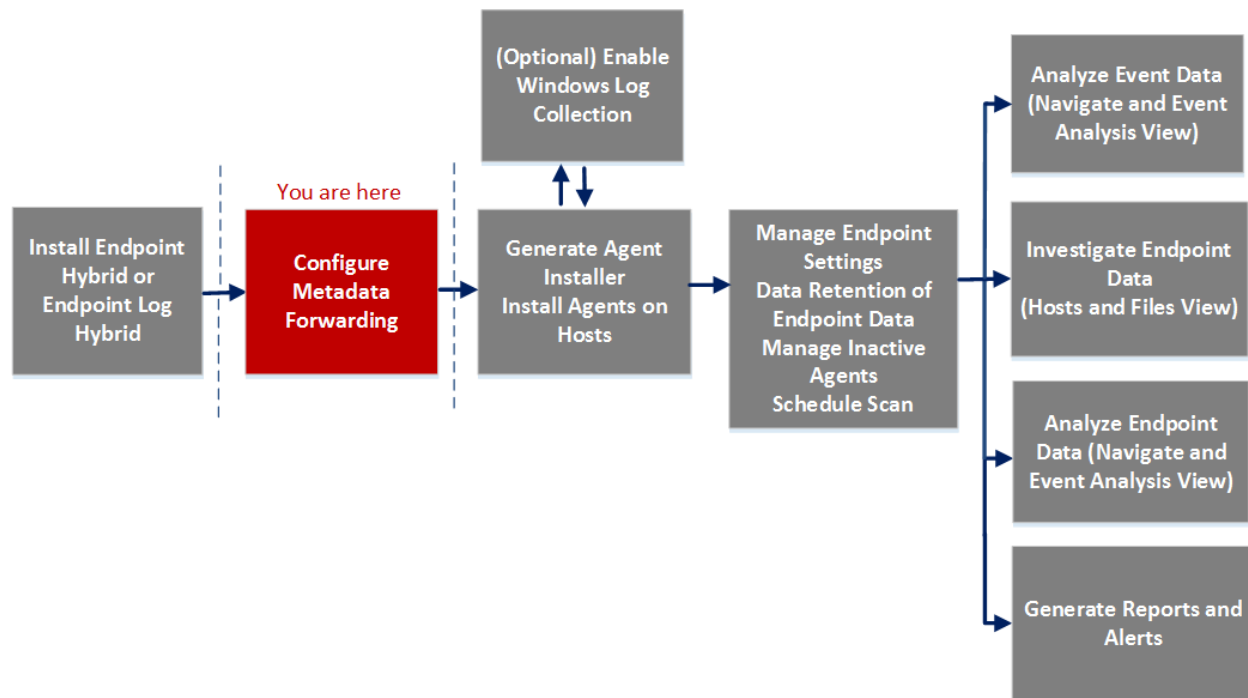 Install Endpoint
Hybrid or
Endpoint Log
Hybrid
You are here
Configure
Metadada
Forwarding
(Optional) Enable
Windows Log
Collection
Generate Agent
Installer
Install Agents on
Hosts
Manage Endpoint
Settings
Data Retention of
Endpoint Data
Manage Inactive
Agents
Schedule Scan
Analyze Event Data
(Navigate and Event
Analysis View)
Investigate Endpoint
Data
(Hosts and Files View)
Analyze Endpoint
Data (Navigate and
Event Analysis View)
Generate Reports and
Alerts